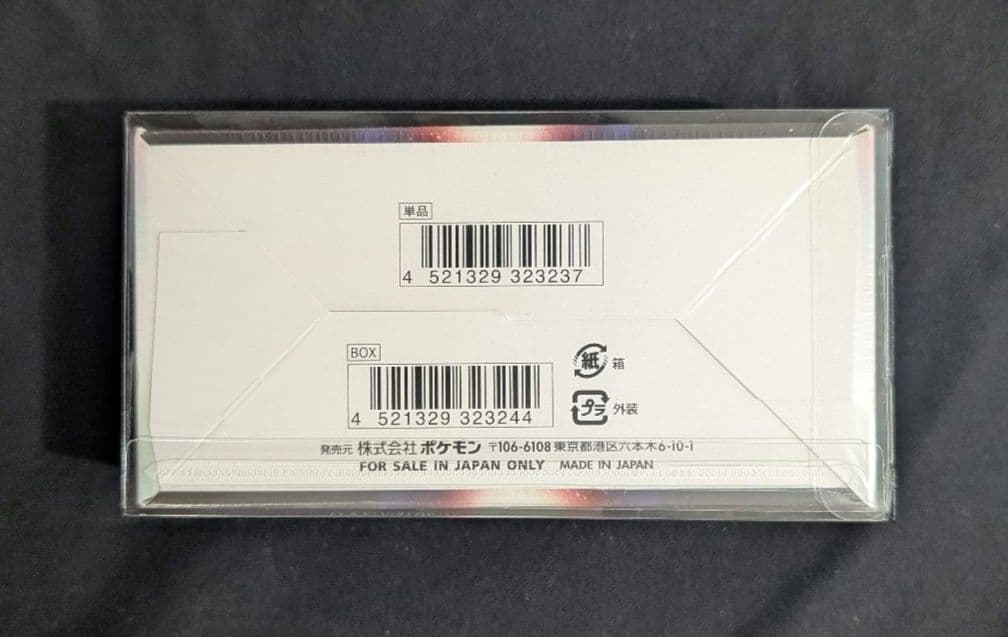 単品
4 521329 323237
BOX
4 521329 323244
紙 箱
プラ 外装
発売元 株式会社ポケモン 〒106-6108 東京都港区六本木6-10-1
FOR SALE IN JAPAN ONLY MADE IN JAPAN